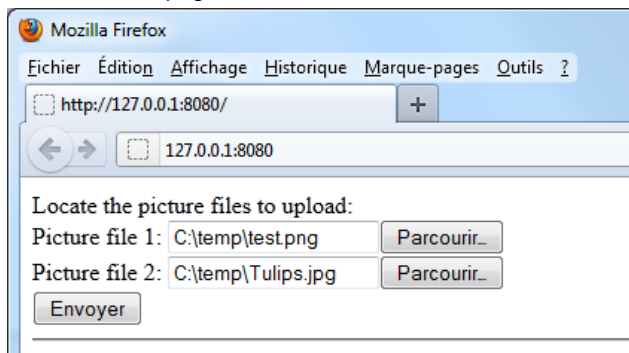 Mozilla Firefox
Fichier Édition Affichage Historique Marque-pages Outils ?
http://127.0.0.1:8080/ +
127.0.0.1:8080
Locate the picture files to upload:
Picture file 1: C:\temp\test.png Parcourir...
Picture file 2: C:\temp\Tulips.jpg Parcourir...
Envoyer